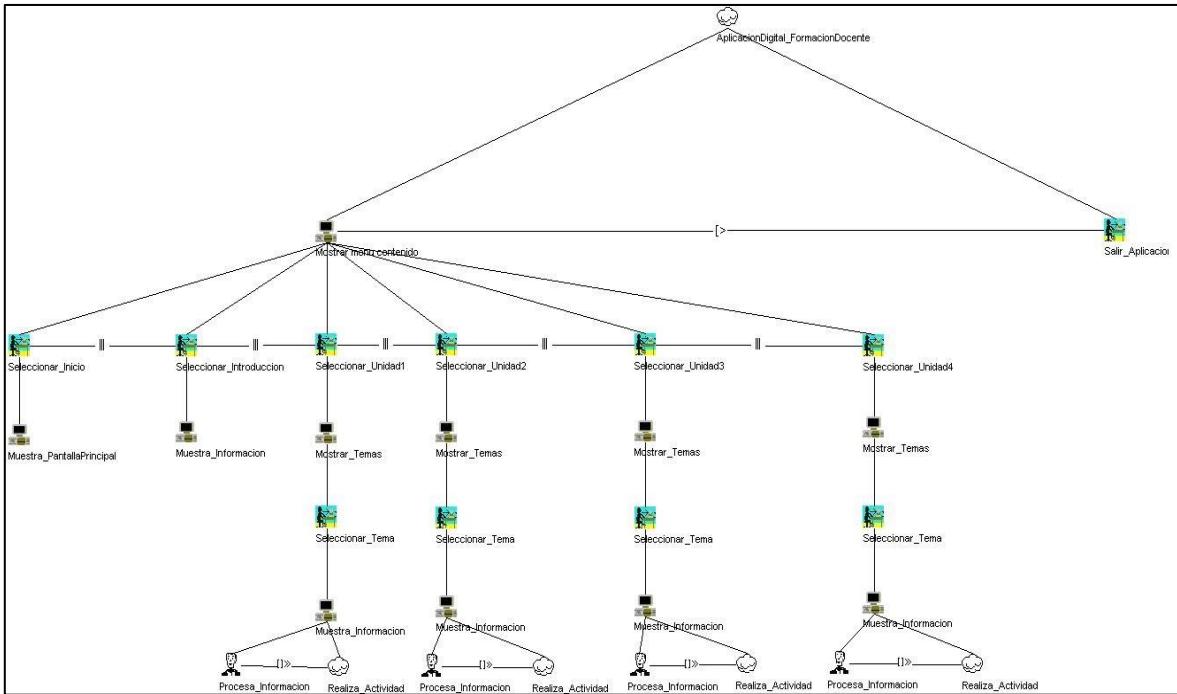 AplicacionDigital_FormacionDocente
[>
Mostrar menu contenido
Salir_Aplicacion
|||
|||
|||
|||
|||
Seleccionar_Inicio
Seleccionar_Introduccion
Seleccionar_Unidad1
Seleccionar_Unidad2
Seleccionar_Unidad3
Seleccionar_Unidad4
Muestra_PantallaPrincipal
Muestra_Informacion
Mostrar_Temas
Mostrar_Temas
Mostrar_Temas
Mostrar_Temas
Seleccionar_Tema
Seleccionar_Tema
Seleccionar_Tema
Seleccionar_Tema
Muestra_Informacion
Muestra_Informacion
Muestra_Informacion
Muestra_Informacion
[]»
[]»
[]»
[]»
Procesa_Informacion
Realiza_Actividad
Procesa_Informacion
Realiza_Actividad
Procesa_Informacion
Realiza_Actividad
Procesa_Informacion
Realiza_Actividad